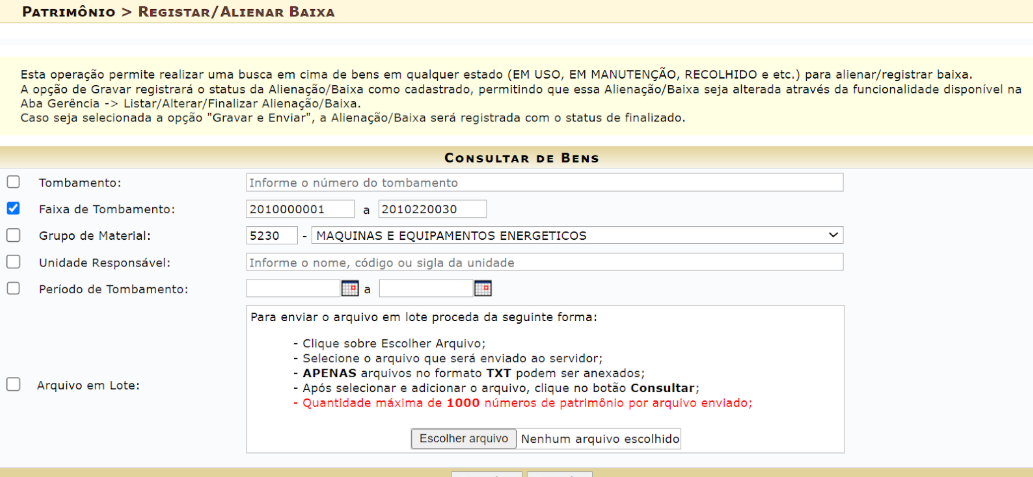 Patrimônio > Registar/Alienar Baixa
Esta operação permite realizar uma busca em cima de bens em qualquer estado (EM USO, EM MANUTENÇÃO, RECOLHIDO e etc.) para alienar/registrar baixa.
A opção de Gravar registrará o status da Alienação/Baixa como cadastrado, permitindo que essa Alienação/Baixa seja alterada através da funcionalidade disponível na
Aba Gerência -> Listar/Alterar/Finalizar Alienação/Baixa.
Caso seja selecionada a opção "Gravar e Enviar", a Alienação/Baixa será registrada com o status de finalizado.
Consultar de Bens
Tombamento: Informe o número do tombamento
Faixa de Tombamento: 2010000001 a 2010220030
Grupo de Material: 5230 - MAQUINAS E EQUIPAMENTOS ENERGETICOS
Unidade Responsável: Informe o nome, código ou sigla da unidade
Período de Tombamento: a
Para enviar o arquivo em lote proceda da seguinte forma:
- Clique sobre Escolher Arquivo;
- Selecione o arquivo que será enviado ao servidor;
- APENAS arquivos no formato TXT podem ser anexados;
- Após selecionar e adicionar o arquivo, clique no botão Consultar;
- Quantidade máxima de 1000 números de patrimônio por arquivo enviado;
Arquivo em Lote:
Escolher arquivo Nenhum arquivo escolhido